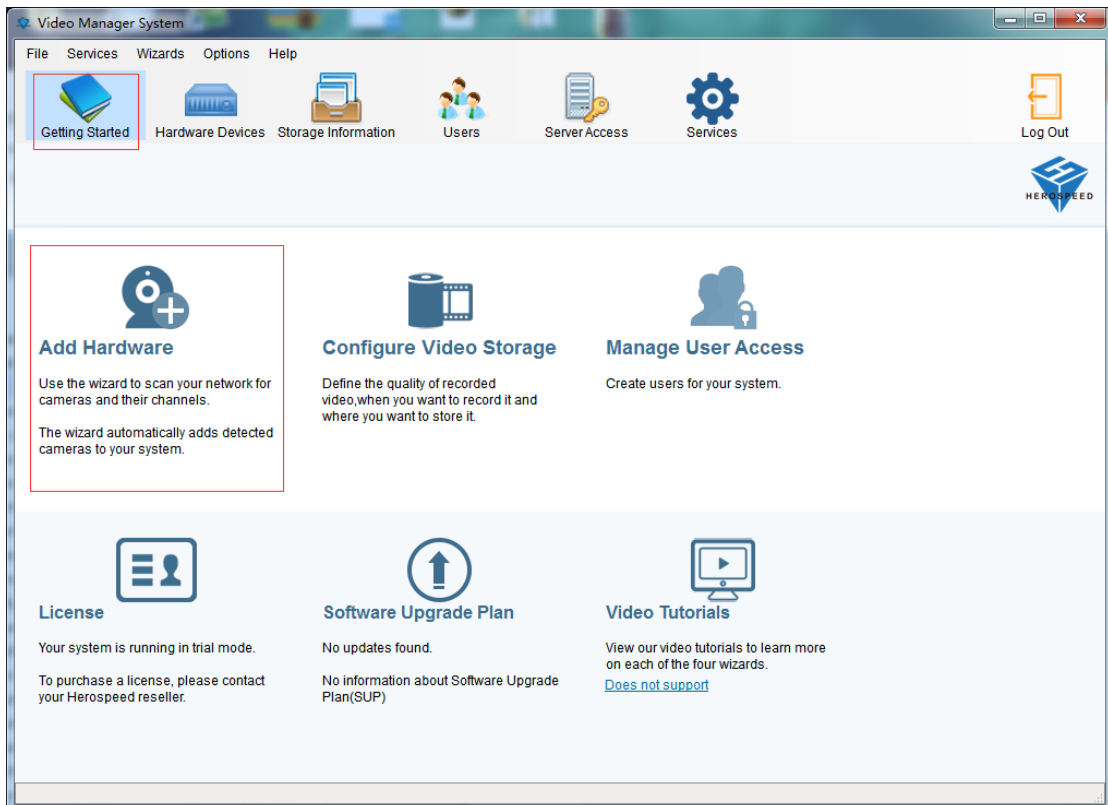 Video Manager System
File Services Wizards Options Help
Getting Started Hardware Devices Storage Information Users Server Access Services Log Out
HEROSPEED
Add Hardware
Use the wizard to scan your network for
cameras and their channels.
The wizard automatically adds detected
cameras to your system.
Configure Video Storage
Define the quality of recorded
video,when you want to record it and
where you want to store it.
Manage User Access
Create users for your system.
License
Your system is running in trial mode.
To purchase a license, please contact
your Herospeed reseller.
Software Upgrade Plan
No updates found.
No information about Software Upgrade
Plan(SUP)
Video Tutorials
View our video tutorials to learn more
on each of the four wizards.
Does not support